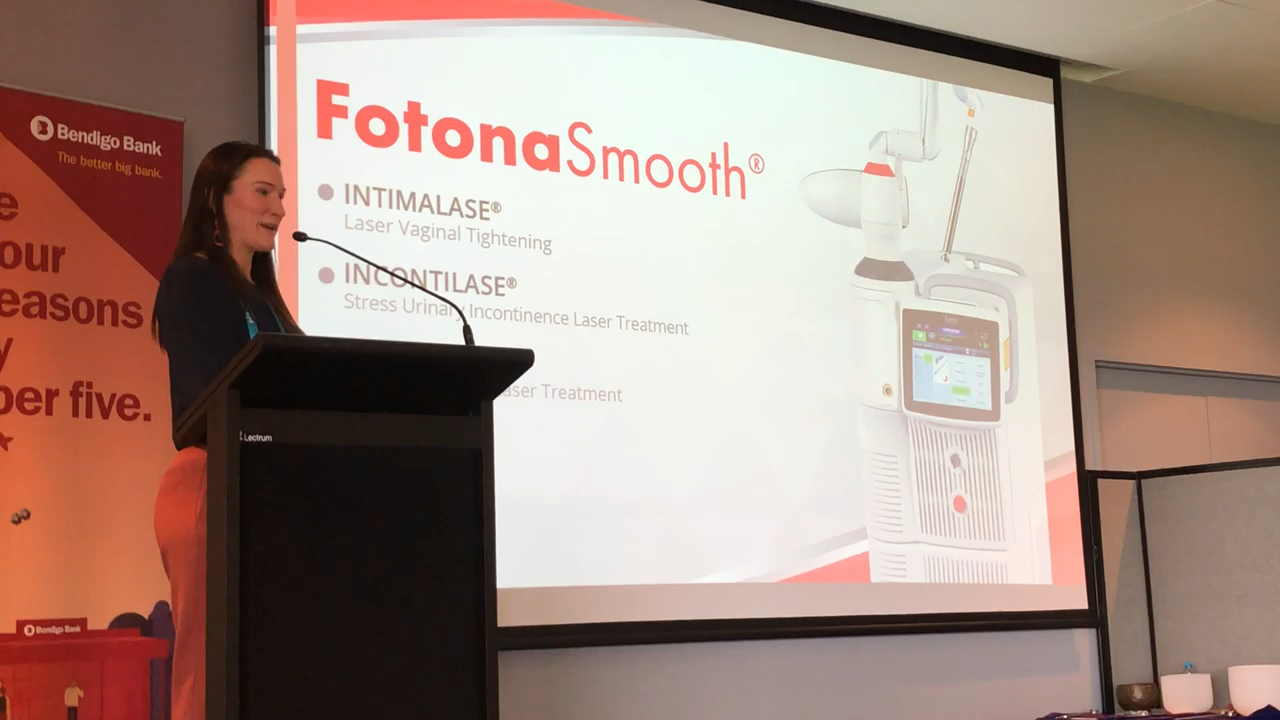 Bendigo Bank
The better big bank.
e
our
easons
y
per five.
Bendigo Bank
Lectrum
FotonaSmooth®
INTIMALASE®
Laser Vaginal Tightening
INCONTILASE®
Stress Urinary Incontinence Laser Treatment
aser Treatment